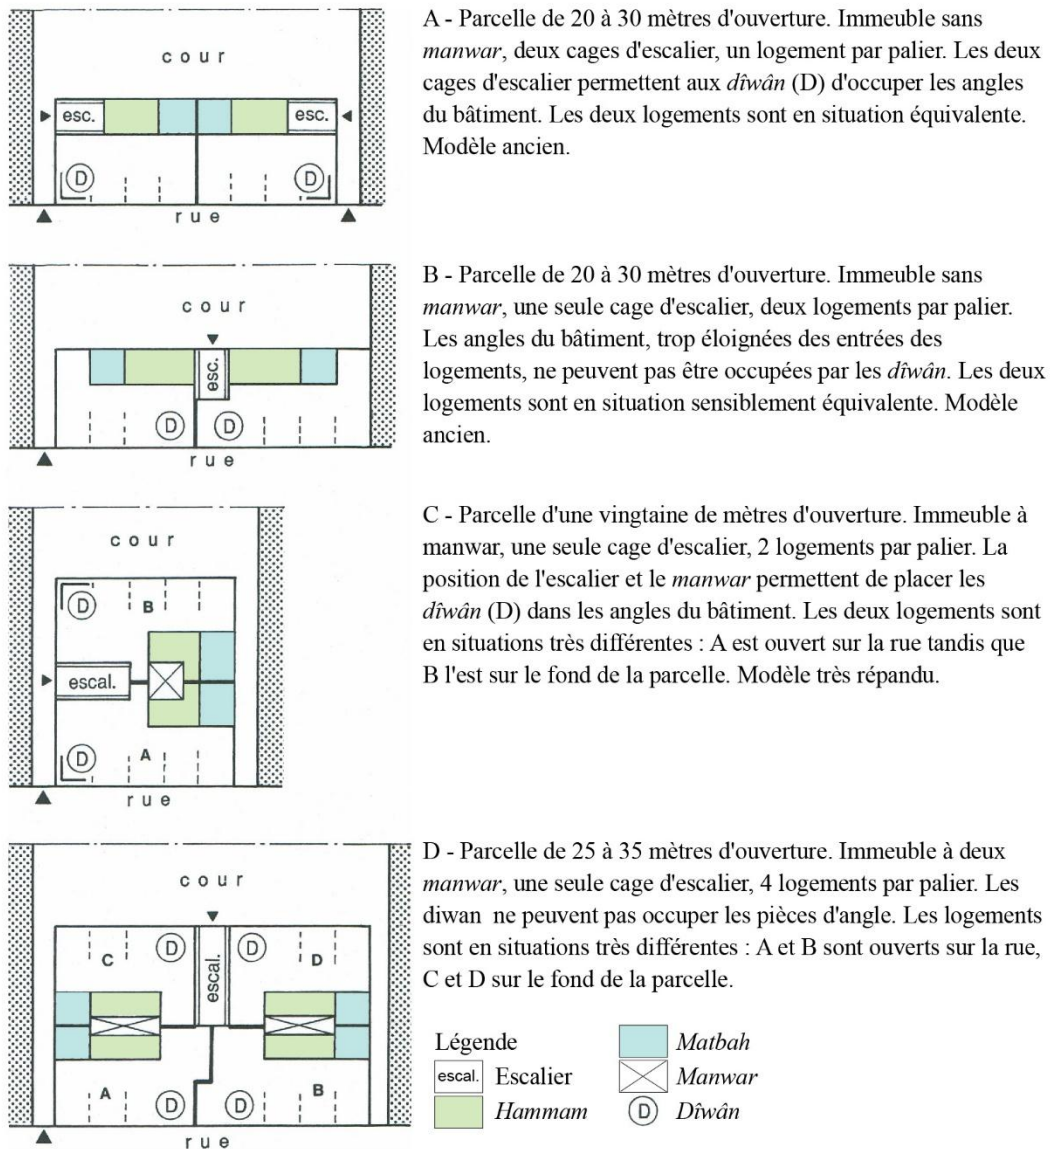 cour
esc.
esc.
D
D
rue
A - Parcelle de 20 à 30 mètres d'ouverture. Immeuble sans
manwar, deux cages d'escalier, un logement par palier. Les deux
cages d'escalier permettent aux dîwân (D) d'occuper les angles
du bâtiment. Les deux logements sont en situation équivalente.
Modèle ancien.
cour
esc.
D
D
rue
B - Parcelle de 20 à 30 mètres d'ouverture. Immeuble sans
manwar, une seule cage d'escalier, deux logements par palier.
Les angles du bâtiment, trop éloignées des entrées des
logements, ne peuvent pas être occupées par les dîwân. Les deux
logements sont en situation sensiblement équivalente. Modèle
ancien.
cour
D
B
escal.
D
A
rue
C - Parcelle d'une vingtaine de mètres d'ouverture. Immeuble à
manwar, une seule cage d'escalier, 2 logements par palier. La
position de l'escalier et le manwar permettent de placer les
dîwân (D) dans les angles du bâtiment. Les deux logements sont
en situations très différentes : A est ouvert sur la rue tandis que
B l'est sur le fond de la parcelle. Modèle très répandu.
cour
C
D
D
D
escal.
A
D
D
B
rue
D - Parcelle de 25 à 35 mètres d'ouverture. Immeuble à deux
manwar, une seule cage d'escalier, 4 logements par palier. Les
diwan ne peuvent pas occuper les pièces d'angle. Les logements
sont en situations très différentes : A et B sont ouverts sur la rue,
C et D sur le fond de la parcelle.
Légende
escal. Escalier
Hammam
Matbah
Manwar
D Dîwân